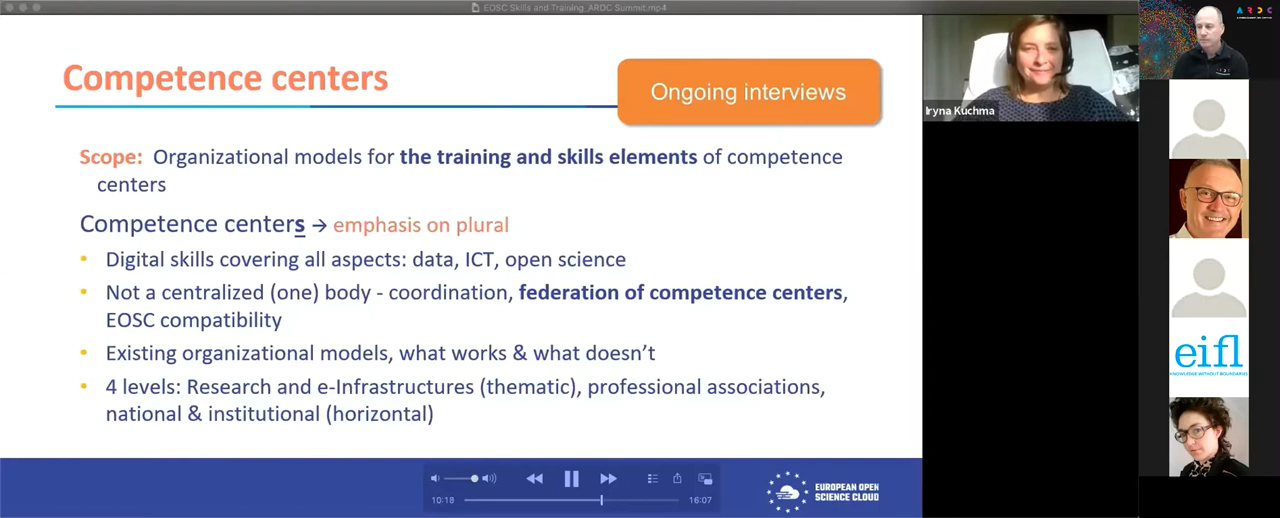 EOSC Skills and Training_ARDC Summit.mp4
Competence centers
Ongoing interviews
Scope: Organizational models for the training and skills elements of competence
centers
Competence centers → emphasis on plural
• Digital skills covering all aspects: data, ICT, open science
• Not a centralized (one) body - coordination, federation of competence centers,
EOSC compatibility
• Existing organizational models, what works & what doesn't
• 4 levels: Research and e-Infrastructures (thematic), professional associations,
national & institutional (horizontal)
10:18
16:07
EUROPEAN OPEN
SCIENCE CLOUD
Iryna Kuchma
ARDC
eifl
KNOWLEDGE WITHOUT BOUNDARIES